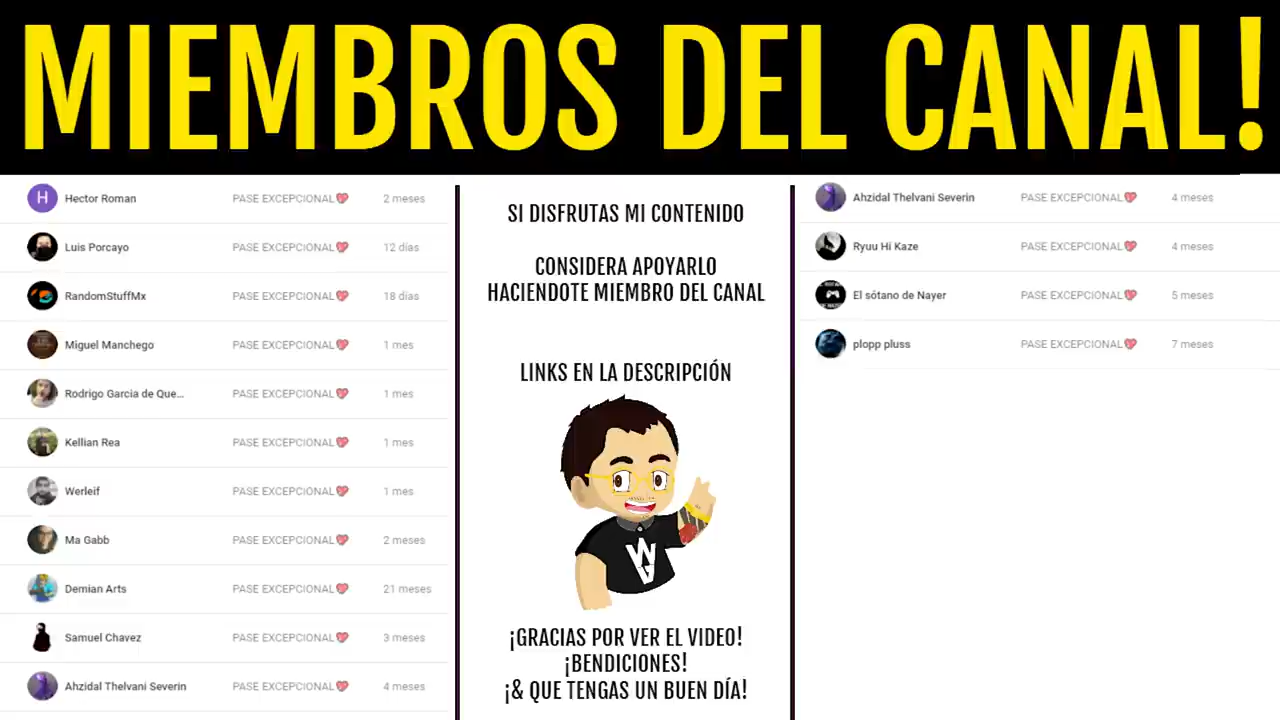 MIEMBROS DEL CANAL!
H Hector Roman PASE EXCEPCIONAL💖 2 meses
Luis Porcayo PASE EXCEPCIONAL💖 12 días
RandomStuffMx PASE EXCEPCIONAL💖 18 días
Miguel Manchego PASE EXCEPCIONAL💖 1 mes
Rodrigo Garcia de Que... PASE EXCEPCIONAL💖 1 mes
Kellian Rea PASE EXCEPCIONAL💖 1 mes
Werleif PASE EXCEPCIONAL💖 1 mes
Ma Gabb PASE EXCEPCIONAL💖 2 meses
Demian Arts PASE EXCEPCIONAL💖 21 meses
Samuel Chavez PASE EXCEPCIONAL💖 3 meses
Ahzidal Thelvani Severin PASE EXCEPCIONAL💖 4 meses
SI DISFRUTAS MI CONTENIDO
CONSIDERA APOYARLO
HACIENDOTE MIEMBRO DEL CANAL
LINKS EN LA DESCRIPCIÓN
¡GRACIAS POR VER EL VIDEO!
¡BENDICIONES!
¡& QUE TENGAS UN BUEN DÍA!
Ahzidal Thelvani Severin PASE EXCEPCIONAL💖 4 meses
Ryuu Hi Kaze PASE EXCEPCIONAL💖 4 meses
El sótano de Nayer PASE EXCEPCIONAL💖 5 meses
plopp pluss PASE EXCEPCIONAL💖 7 meses